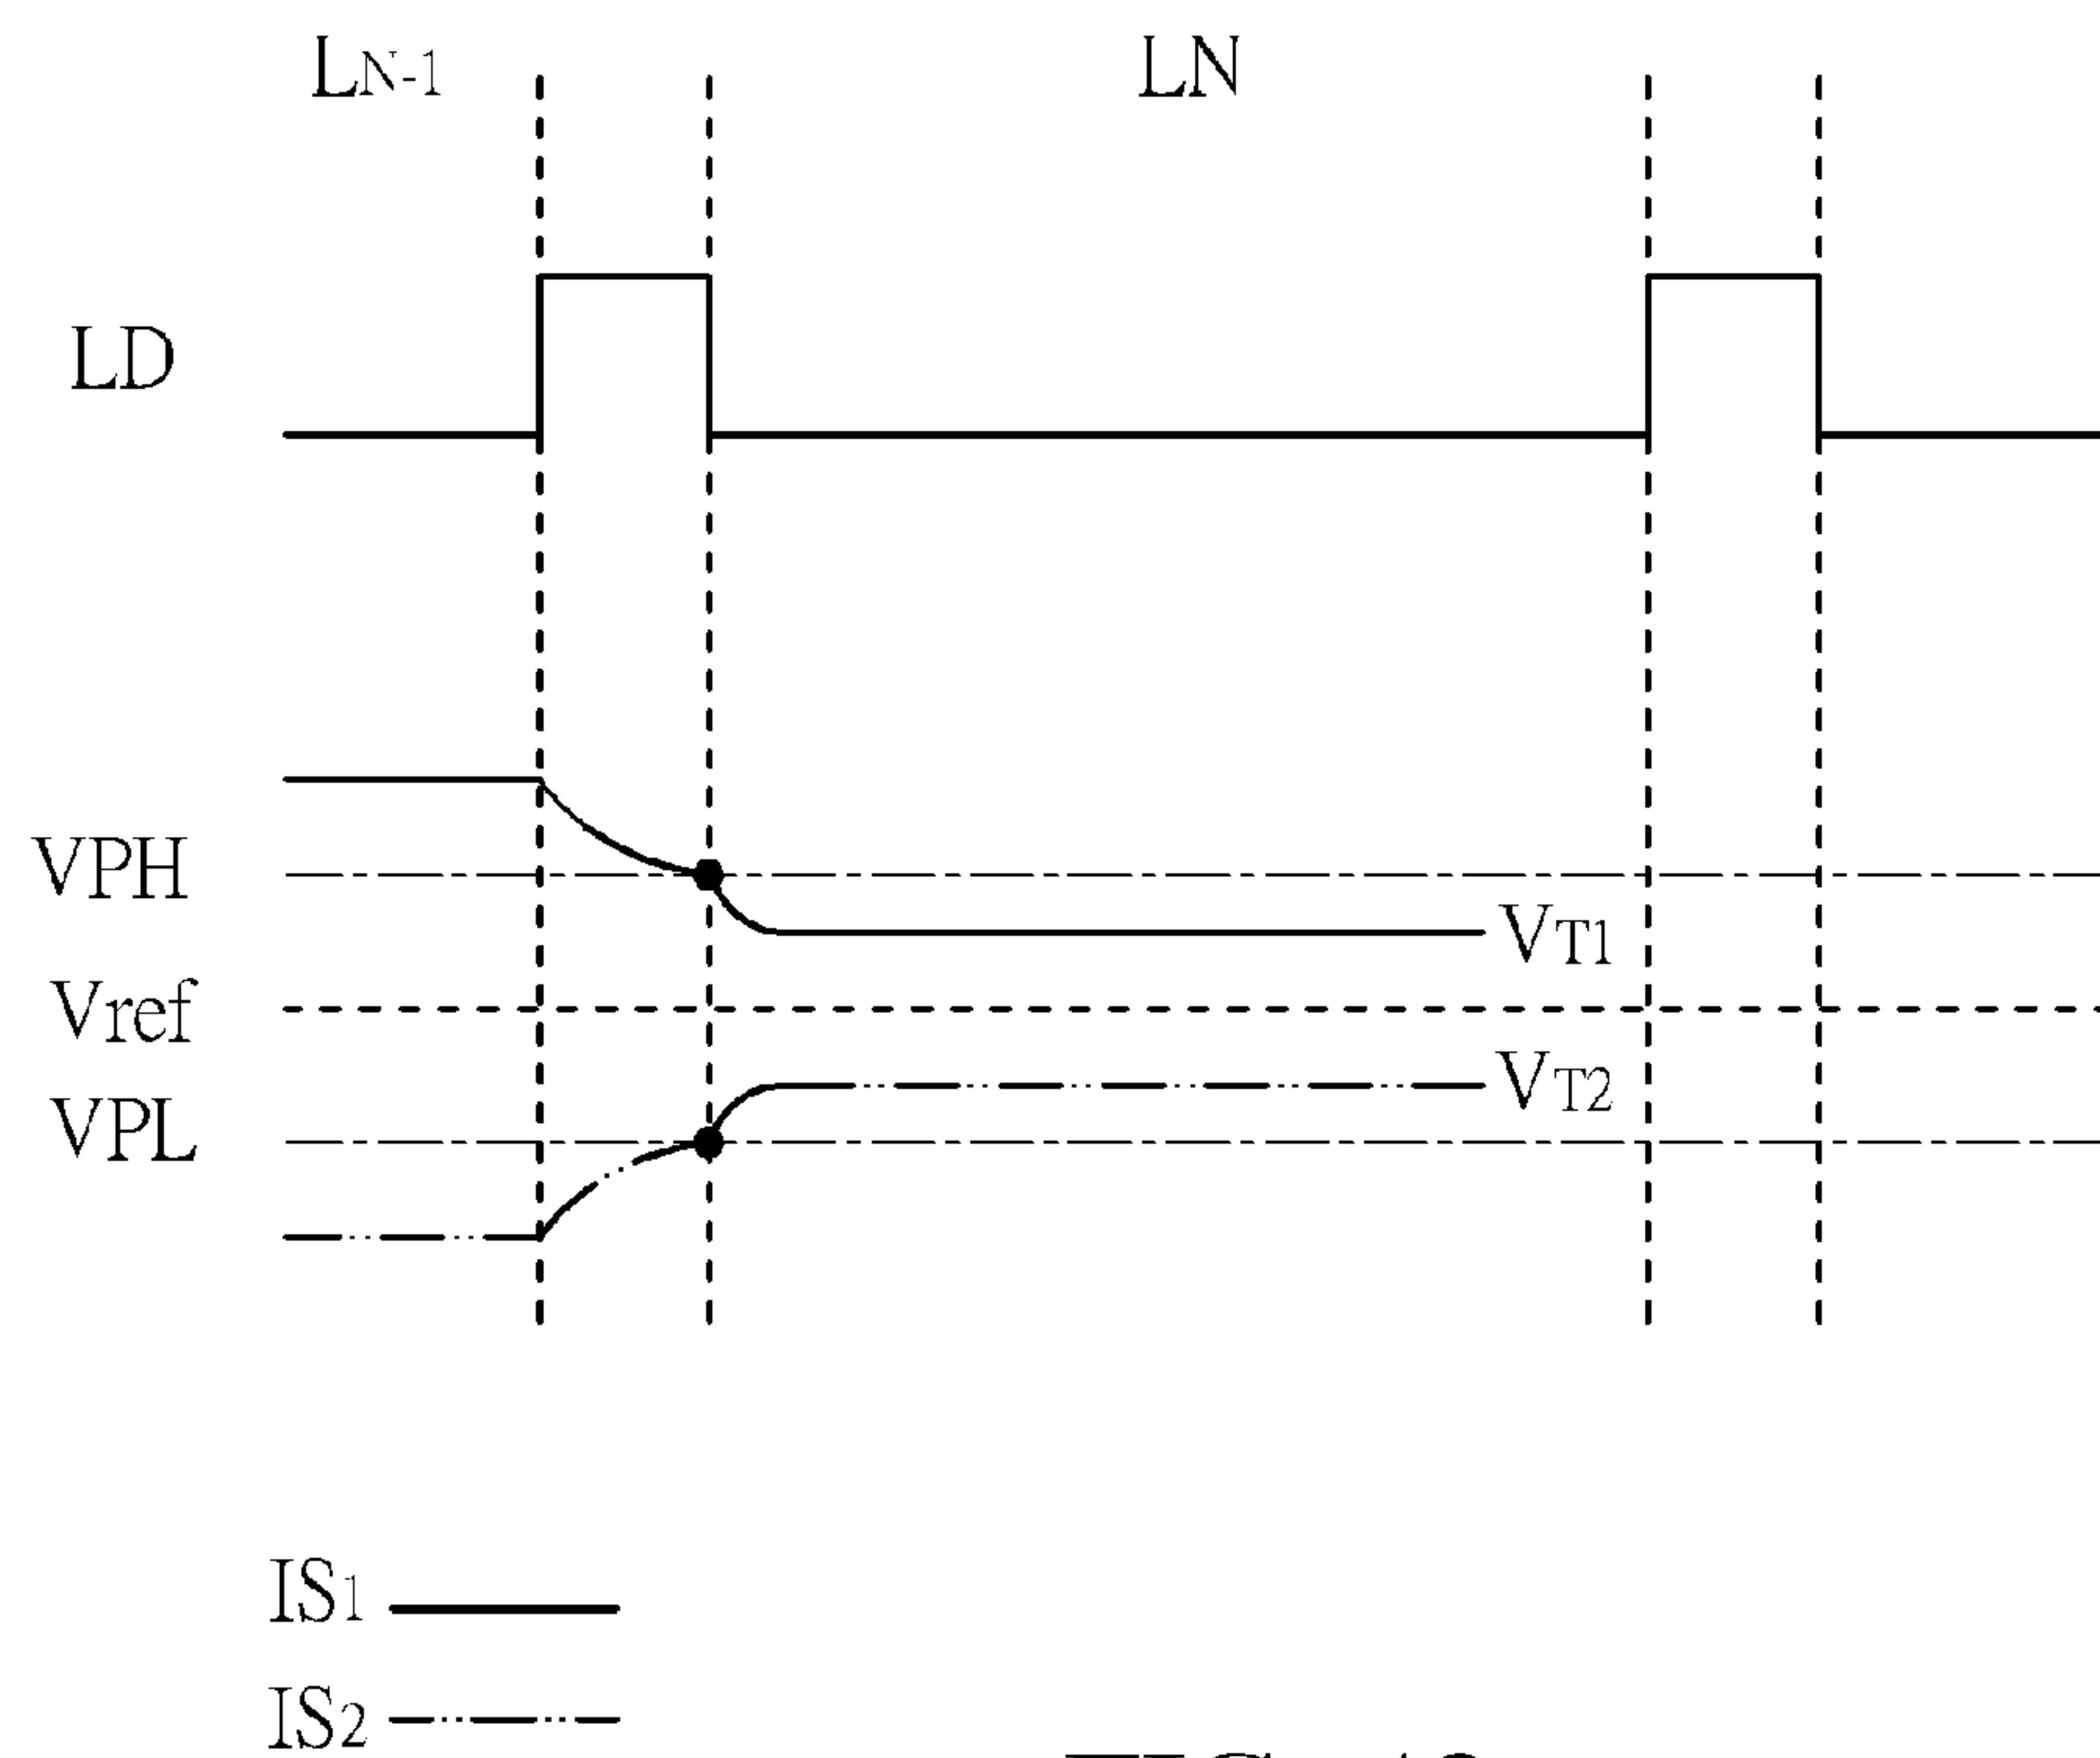 LN-1 LN
LD
VPH
VT1
Vref
VT2
VPL
IS1
IS2